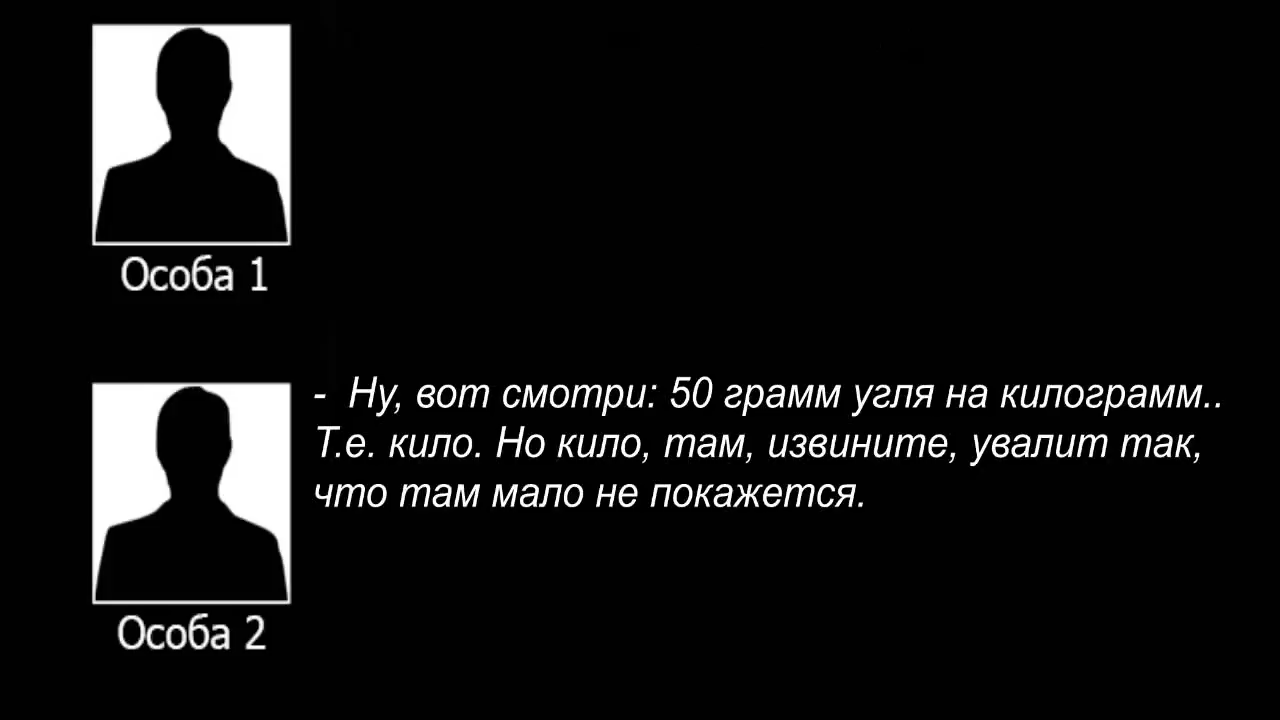 Особа 1
- Ну, вот смотри: 50 грамм угля на килограмм..
Т.е. кило. Но кило, там, извините, увалит так,
что там мало не покажется.
Особа 2